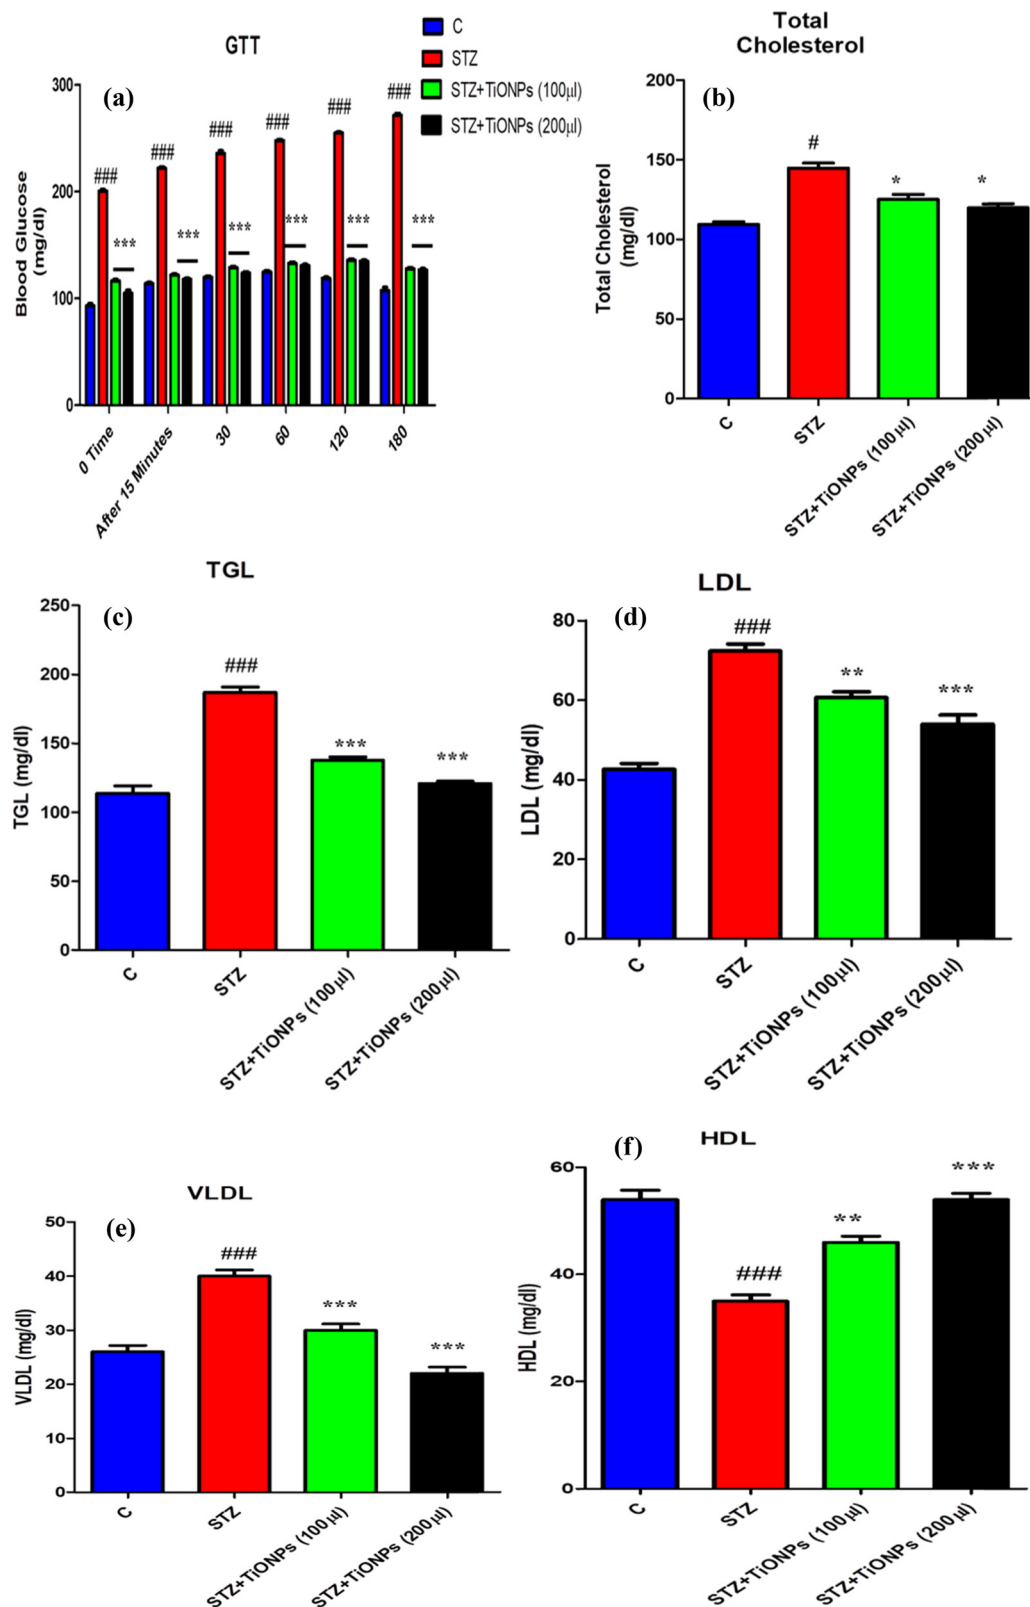 GTT
C
STZ
STZ+TiONPs (100µl)
STZ+TiONPs (200µl)
(a)
Blood Glucose
(mg/dl)
300
200
100
0
###
###
###
###
###
###
***
***
***
***
***
***
0 Time
After 15 Minutes
30
60
120
180
Total
Cholesterol
(b)
Total Cholesterol
(mg/dl)
200
150
100
50
0
#
*
*
C
STZ
STZ+TiONPs (100µl)
STZ+TiONPs (200µl)
TGL
(c)
TGL (mg/dl)
250
200
150
100
50
0
###
***
***
C
STZ
STZ+TiONPs (100µl)
STZ+TiONPs (200µl)
LDL
(d)
LDL (mg/dl)
80
60
40
20
0
###
**
***
C
STZ
STZ+TiONPs (100µl)
STZ+TiONPs (200µl)
VLDL
(e)
VLDL (mg/dl)
50
40
30
20
10
0
###
***
***
C
STZ
STZ+TiONPs (100µl)
STZ+TiONPs (200µl)
HDL
(f)
HDL (mg/dl)
60
40
20
0
###
**
***
C
STZ
STZ+TiONPs (100µl)
STZ+TiONPs (200µl)